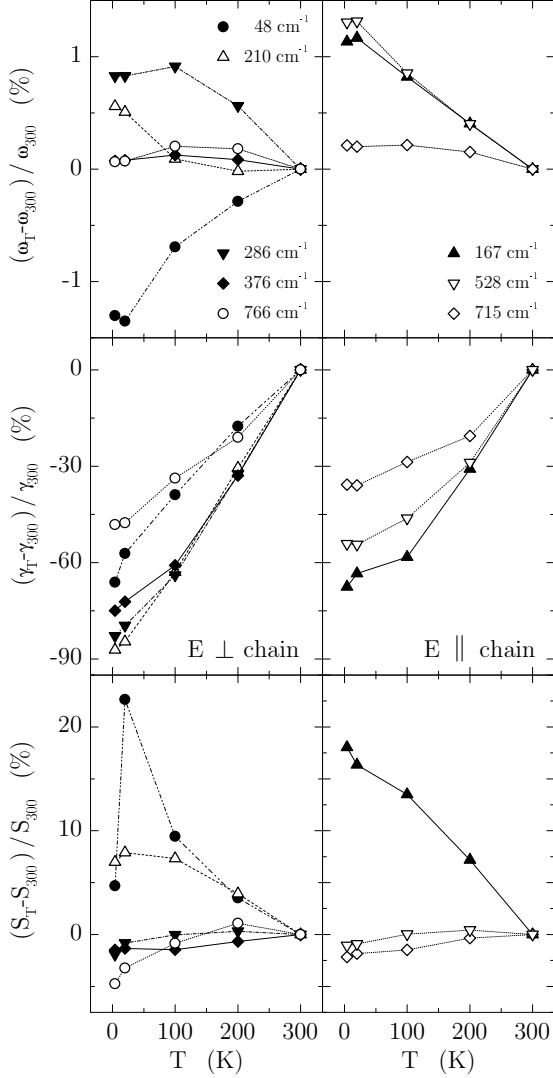 (ω_T-ω_300) / ω_300 (%)
1
0
-1
48 cm^-1
210 cm^-1
286 cm^-1
376 cm^-1
766 cm^-1
167 cm^-1
528 cm^-1
715 cm^-1
(γ_T-γ_300) / γ_300 (%)
0
-30
-60
-90
E ⊥ chain
E ∥ chain
(S_T-S_300) / S_300 (%)
20
10
0
0 100 200 300
0 100 200 300
T (K)
T (K)